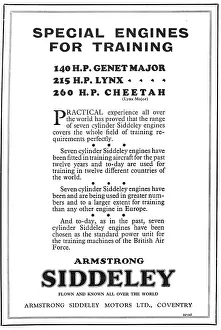 SPECIAL ENGINES
FOR TRAINING
140 H.P. GENET MAJOR
215 H.P. LYNX
260 H.P. CHEETAH
(Lynx Major)
PRACTICAL experience all over
the world has proved that the range
of seven cylinder Siddeley engines
covers the whole field of training re-
quirements perfectly.
Seven cylinder Siddeley engines have
been fitted in training aircraft for the past
twelve years and to-day are used for
training in twelve different countries of
the world.
Seven cylinder Siddeley engines have
been and are being used in greater num-
bers and to a larger extent for training
than any other engine in Europe.
And to-day, as in the past, seven
cylinder Siddeley engines have been
chosen as the standard power unit for
the training machines of the British Air
Force.
ARMSTRONG
SIDDELEY
FLOWN AND KNOWN ALL OVER THE WORLD
ARMSTRONG SIDDELEY MOTORS LTD., COVENTRY